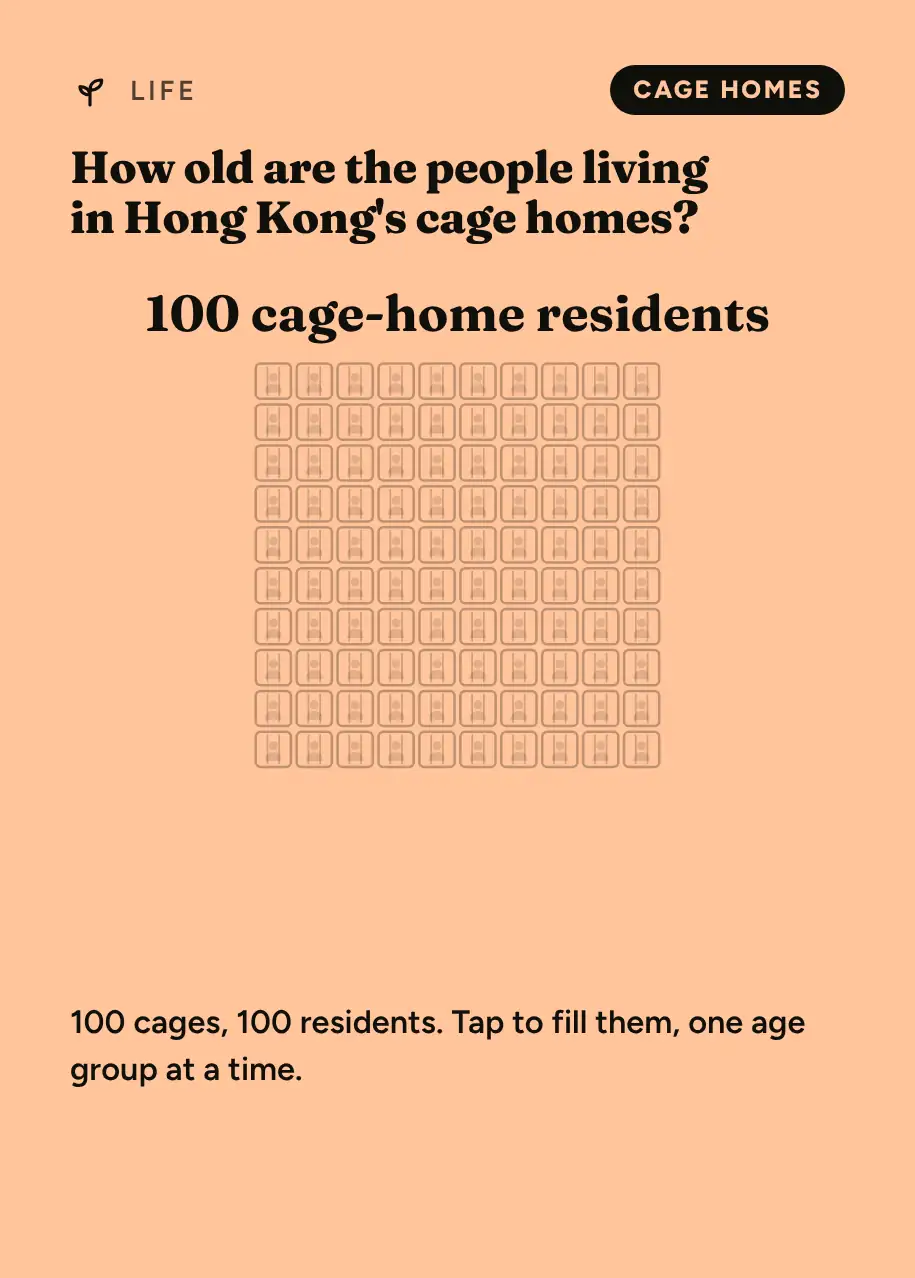 LIFE
CAGE HOMES
How old are the people living
in Hong Kong's cage homes?
100 cage-home residents
100 cages, 100 residents. Tap to fill them, one age
group at a time.